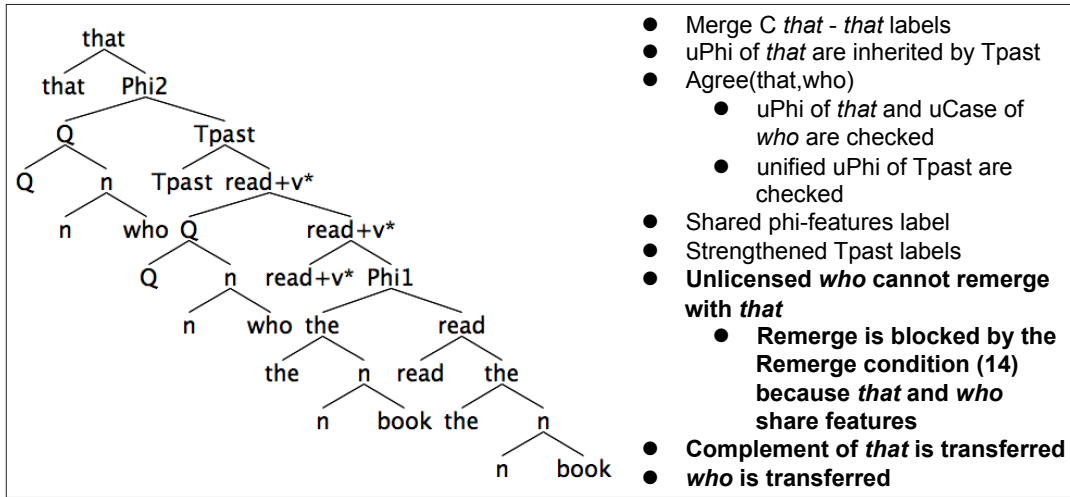 that
that Phi2
Q Tpast
Q n Tpast read+v*
n who Q read+v*
Q n read+v* Phi1
n who the read
the n read the
n book the n
n book
● Merge C that - that labels
● uPhi of that are inherited by Tpast
● Agree(that,who)
● uPhi of that and uCase of
who are checked
● unified uPhi of Tpast are
checked
● Shared phi-features label
● Strengthened Tpast labels
● Unlicensed who cannot remerge
with that
● Remerge is blocked by the
Remerge condition (14)
because that and who
share features
● Complement of that is transferred
● who is transferred